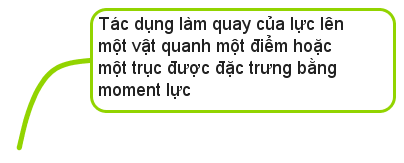 Tác dụng làm quay của lực lên
một vật quanh một điểm hoặc
một trục được đặc trưng bằng
moment lực